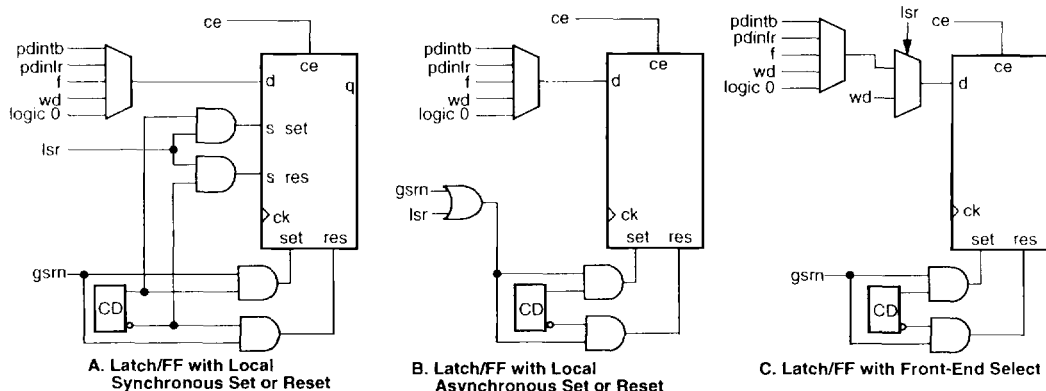 ce
pdintb
pdinlr
f
wd
logic 0
ce
d
q
s set
lsr
s res
ck
set res
gsrn
CD
A. Latch/FF with Local
Synchronous Set or Reset
ce
pdintb
pdinlr
f
wd
logic 0
ce
d
gsrn
lsr
ck
set res
CD
B. Latch/FF with Local
Asynchronous Set or Reset
lsr
ce
pdintb
pdinlr
f
wd
logic 0
wd
ce
d
ck
set res
gsrn
CD
C. Latch/FF with Front-End Select